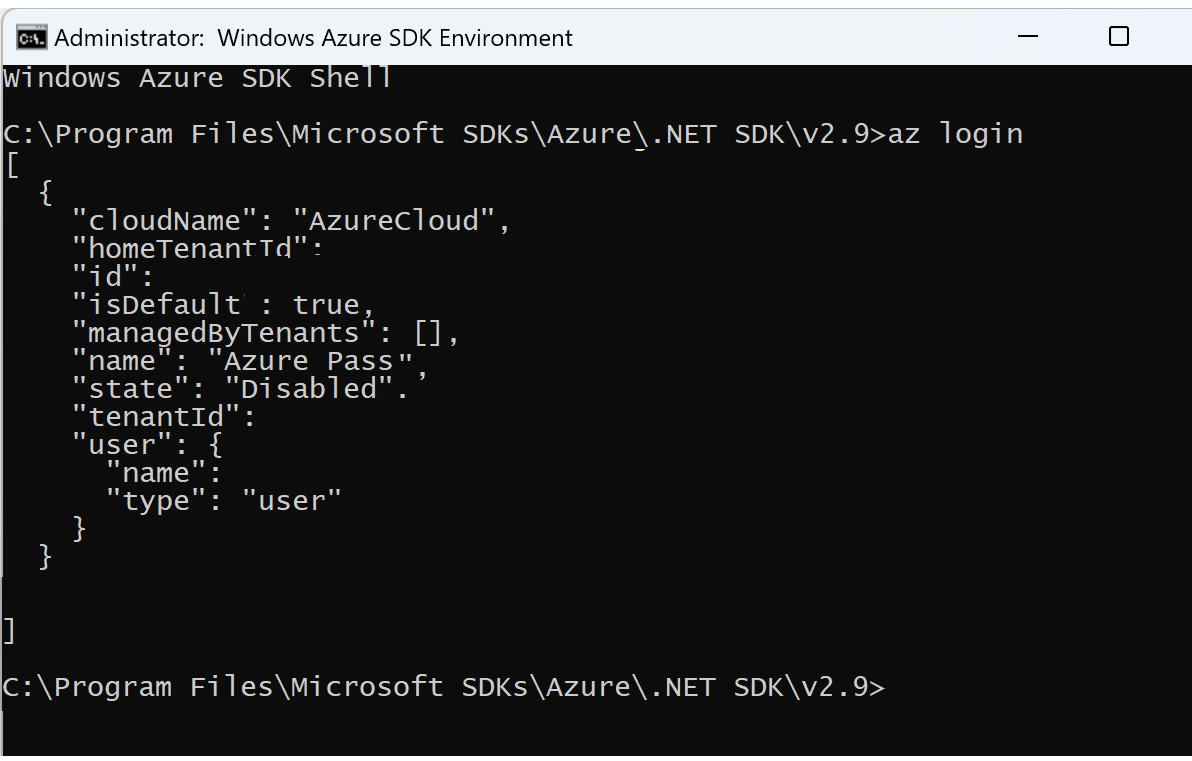 Administrator:  Windows Azure SDK Environment
Windows Azure SDK Shell
C:\Program Files\Microsoft SDKs\Azure\.NET SDK\v2.9>az login
[
  {
    "cloudName": "AzureCloud",
    "homeTenantId":
    "id":
    "isDefault": true,
    "managedByTenants": [],
    "name": "Azure Pass",
    "state": "Disabled".
    "tenantId":
    "user": {
      "name":
      "type": "user"
    }
  }
]
C:\Program Files\Microsoft SDKs\Azure\.NET SDK\v2.9>